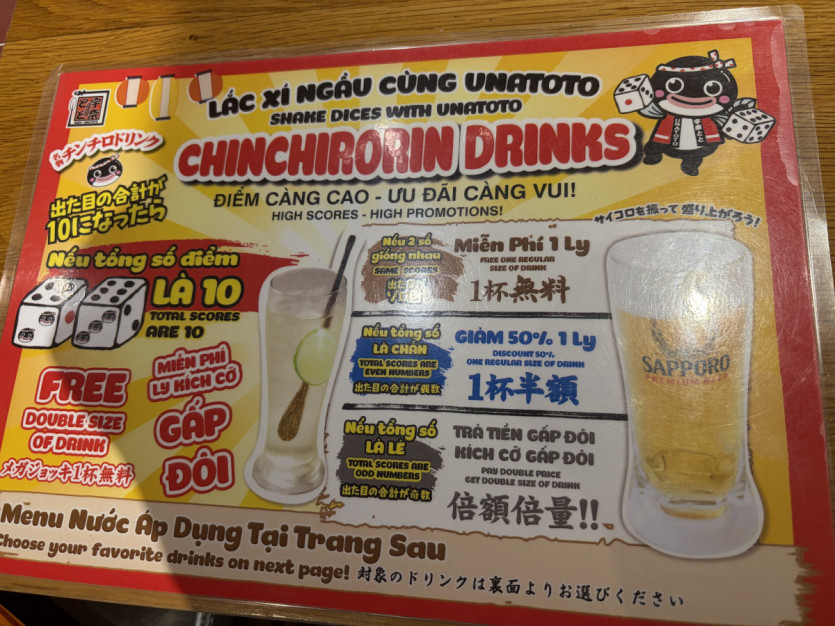 LẮC XÍ NGẦU CÙNG UNATOTO
SHAKE DICES WITH UNATOTO
CHINCHIRORIN DRINKS
ĐIỂM CÀNG CAO - ƯU ĐÃI CÀNG VUI!
HIGH SCORES - HIGH PROMOTIONS!
チンチロドリンク
出た目の合計が
10になったら
Nếu tổng số điểm
LÀ 10
TOTAL SCORES
ARE 10
FREE
DOUBLE SIZE
OF DRINK
メガジョッキ1杯無料
MIỄN PHÍ
LY KÍCH CỠ
GẤP
ĐÔI
サイコロを振って盛り上がろう!
Nếu 2 số
giống nhau
SAME SCORES
出た目が
ゾロ目
Miễn Phí 1 Ly
FREE ONE REGULAR
SIZE OF DRINK
1杯無料
Nếu tổng số
LÀ CHẴN
TOTAL SCORES ARE
EVEN NUMBERS
出た目の合計が偶数
GIẢM 50% 1 Ly
DISCOUNT 50%
ONE REGULAR SIZE OF DRINK
1杯半額
Nếu tổng số
LÀ LẺ
TOTAL SCORES ARE
ODD NUMBERS
出た目の合計が奇数
TRẢ TIỀN GẤP ĐÔI
KÍCH CỠ GẤP ĐÔI
PAY DOUBLE PRICE
GET DOUBLE SIZE OF DRINK
倍額倍量!!
SAPPORO
PREMIUM BEER
Menu Nước Áp Dụng Tại Trang Sau
Choose your favorite drinks on next page! 対象のドリンクは裏面よりお選びください